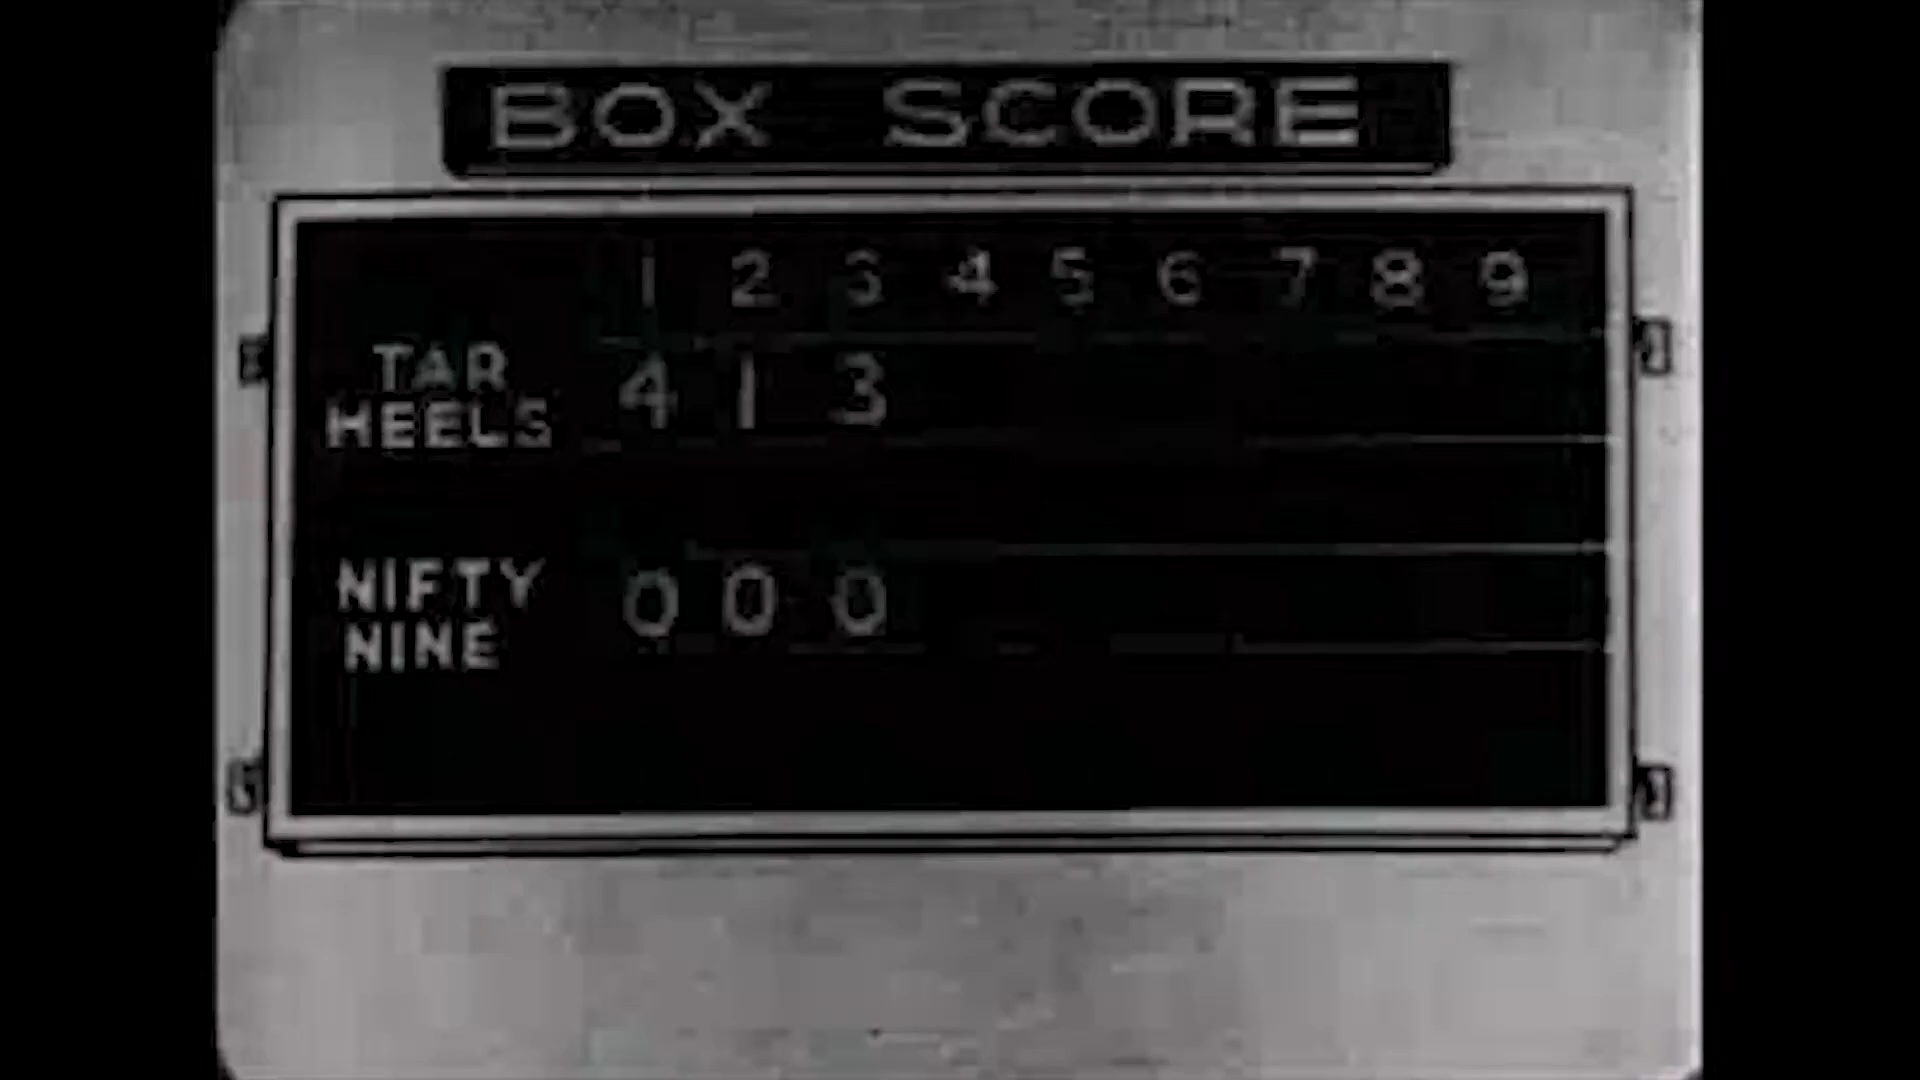 BOX SCORE
1 2 3 4 5 6 7 8 9
TAR
HEELS
4 1 3
NIFTY
NINE
0 0 0